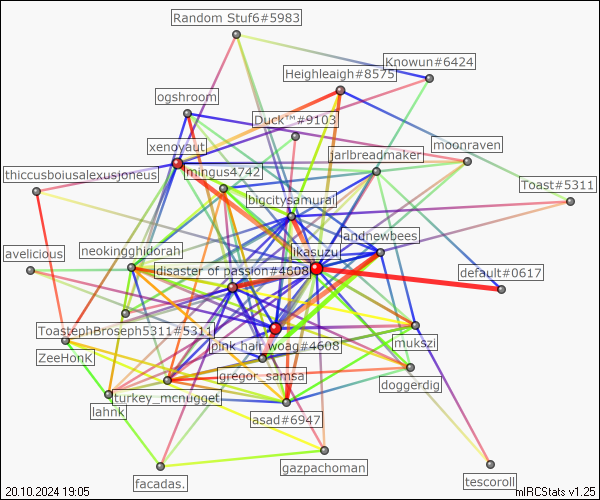 Random Stuf6#5983
Knowun#6424
Heighleigh#8575
ogshroom
Duck™#9103
moonraven
xenoyaut
jarlbreadmaker
mingus4742
thiccusboiusalexusjoneus
Toast#5311
bigcitysamurai
landnewbees
avelicious
neokingghidorah
Ikasuzu
disaster of passion#4608
default#0617
ToastephBroseph5311#5311
mukszi
pink hair woag#4608
ZeeHonK
gregor_samsa
doggerdig
turkey_mcnugget
lahnk
asad#6947
gazpachoman
facadas.
tescoroll
20.10.2024 19:05
mIRCStats v1.25